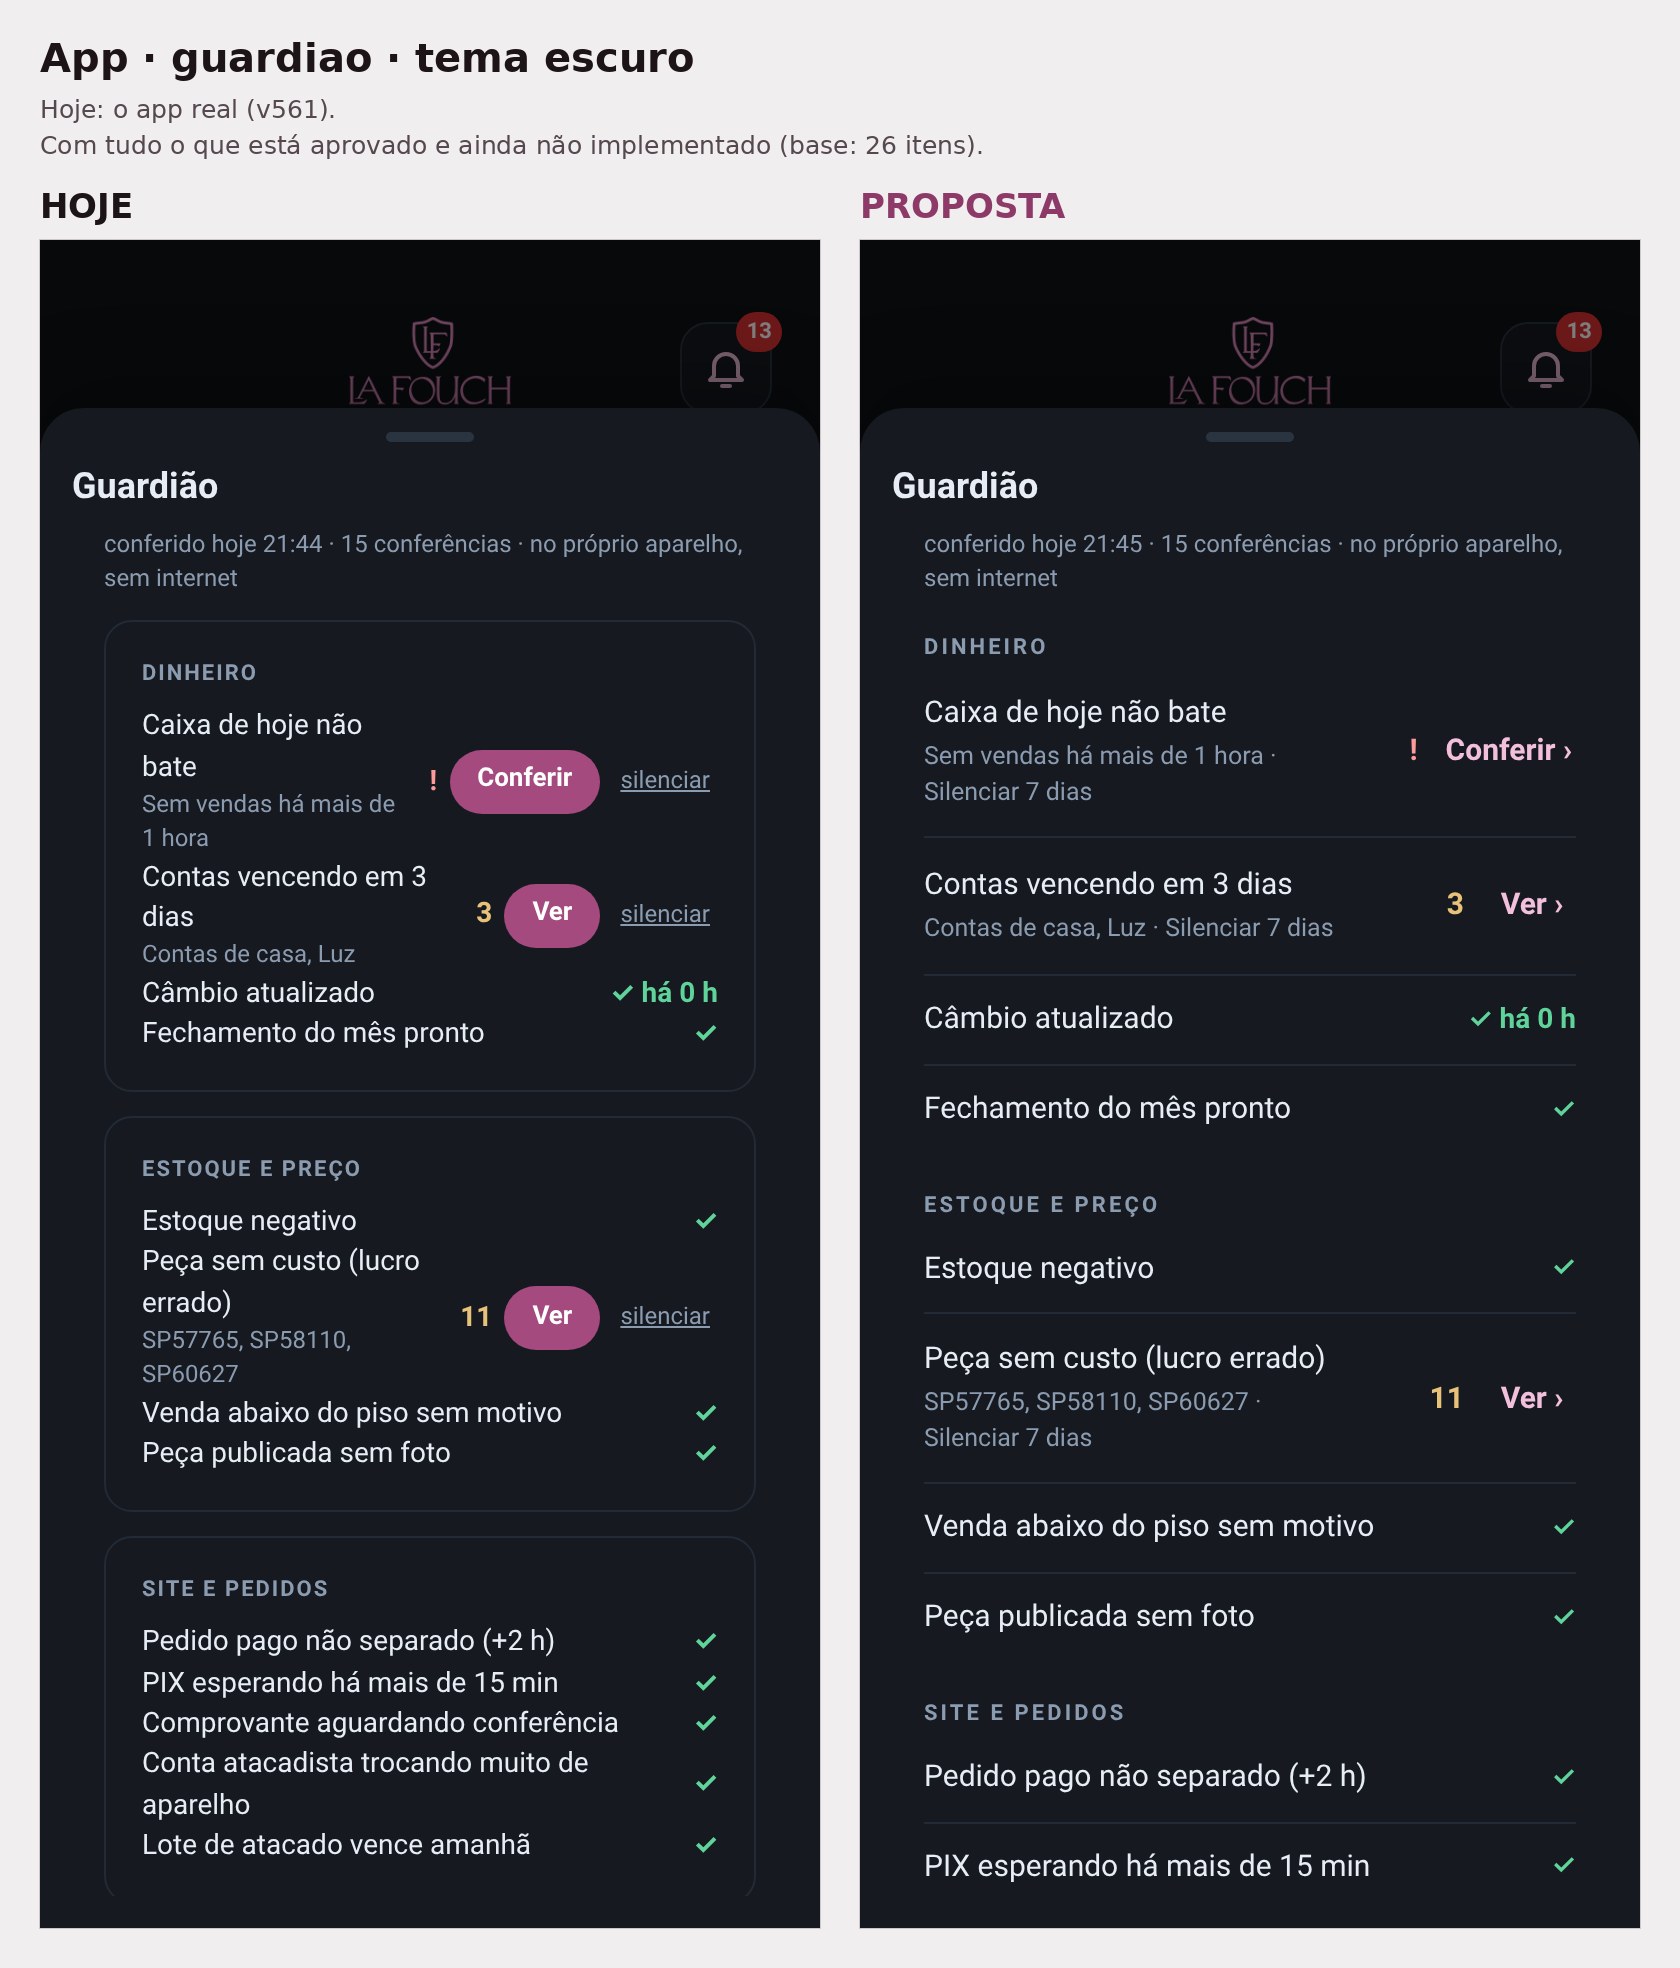 App · guardiao · tema escuro
Hoje: o app real (v561).
Com tudo o que está aprovado e ainda não implementado (base: 26 itens).
HOJE
LF
LA FOUCH
13
Guardião
conferido hoje 21:44 · 15 conferências · no próprio aparelho,
sem internet
DINHEIRO
Caixa de hoje não
bate
Sem vendas há mais de
1 hora
! Conferir silenciar
Contas vencendo em 3
dias
Contas de casa, Luz
3 Ver silenciar
Câmbio atualizado ✓ há 0 h
Fechamento do mês pronto ✓
ESTOQUE E PREÇO
Estoque negativo ✓
Peça sem custo (lucro
errado)
SP57765, SP58110,
SP60627
11 Ver silenciar
Venda abaixo do piso sem motivo ✓
Peça publicada sem foto ✓
SITE E PEDIDOS
Pedido pago não separado (+2 h) ✓
PIX esperando há mais de 15 min ✓
Comprovante aguardando conferência ✓
Conta atacadista trocando muito de
aparelho ✓
Lote de atacado vence amanhã ✓
PROPOSTA
LF
LA FOUCH
13
Guardião
conferido hoje 21:45 · 15 conferências · no próprio aparelho,
sem internet
DINHEIRO
Caixa de hoje não bate
Sem vendas há mais de 1 hora ·
Silenciar 7 dias
! Conferir ›
Contas vencendo em 3 dias
Contas de casa, Luz · Silenciar 7 dias
3 Ver ›
Câmbio atualizado ✓ há 0 h
Fechamento do mês pronto ✓
ESTOQUE E PREÇO
Estoque negativo ✓
Peça sem custo (lucro errado)
SP57765, SP58110, SP60627 ·
Silenciar 7 dias
11 Ver ›
Venda abaixo do piso sem motivo ✓
Peça publicada sem foto ✓
SITE E PEDIDOS
Pedido pago não separado (+2 h) ✓
PIX esperando há mais de 15 min ✓